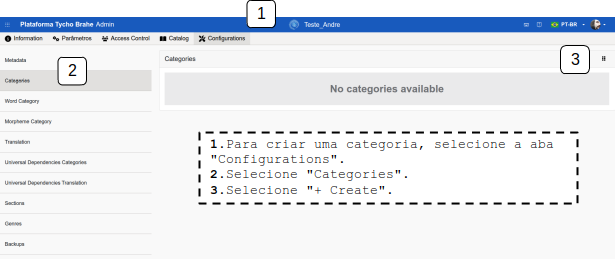 1
Plataforma Tycho Brahe Admin
Teste_Andre
PT-BR
Information
Parâmetros
Access Control
Catalog
Configurations
Metadata
2
Categories
Word Category
Morpheme Category
Translation
Universal Dependencies Categories
Universal Dependencies Translation
Sections
Genres
Backups
Categories
3
No categories available
1.Para criar uma categoria, selecione a aba
"Configurations".
2.Selecione "Categories".
3.Selecione "+ Create".